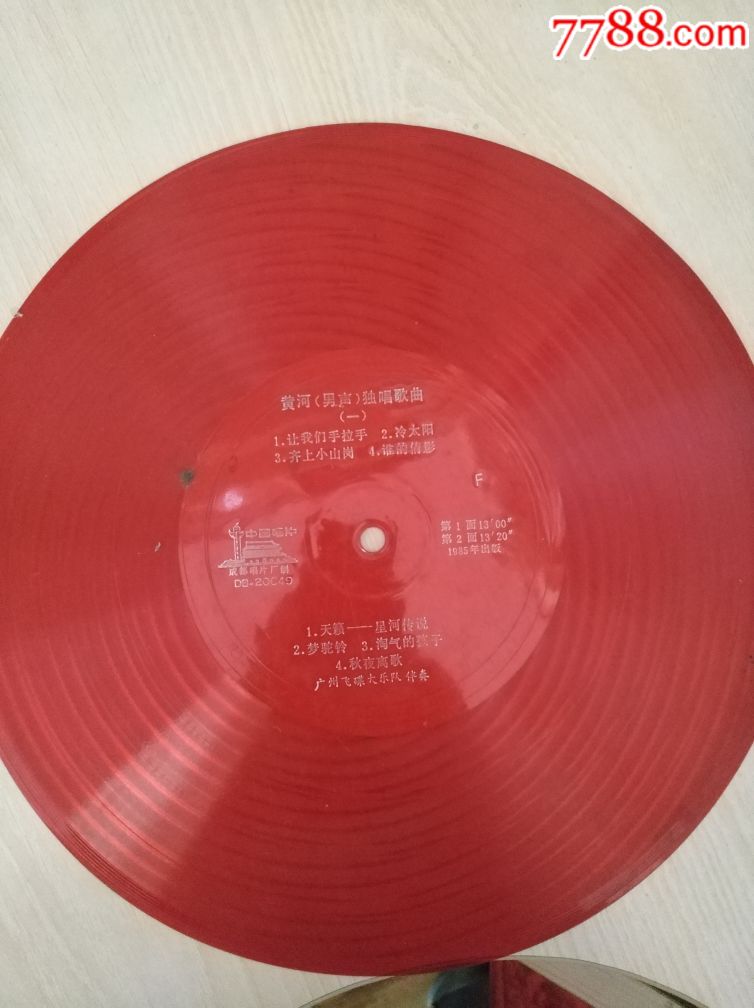 7788.com
黄河(男声)独唱歌曲
(一)
1.让我们手拉手 2.冷太阳
3.齐上小山岗 4.谁的倩影
F
中国唱片
成都唱片厂制
第1面13′00″
第2面13′20″
1985年出版
1.天籁——星河传说
2.梦驼铃 3.淘气的孩子
4.秋夜高歌
广州飞碟大乐队 伴奏